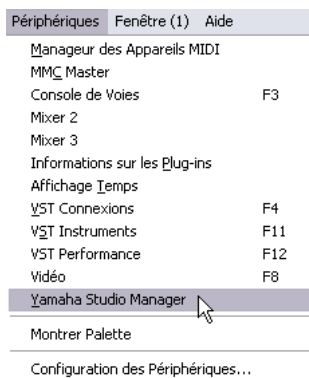 Périphériques Fenêtre (1) Aide
Manageur des Appareils MIDI
MMC Master
Console de Voies F3
Mixer 2
Mixer 3
Informations sur les Plug-ins
Affichage Temps
VST Connexions F4
VST Instruments F11
VST Performance F12
Vidéo F8
Yamaha Studio Manager
Montrer Palette
Configuration des Périphériques...